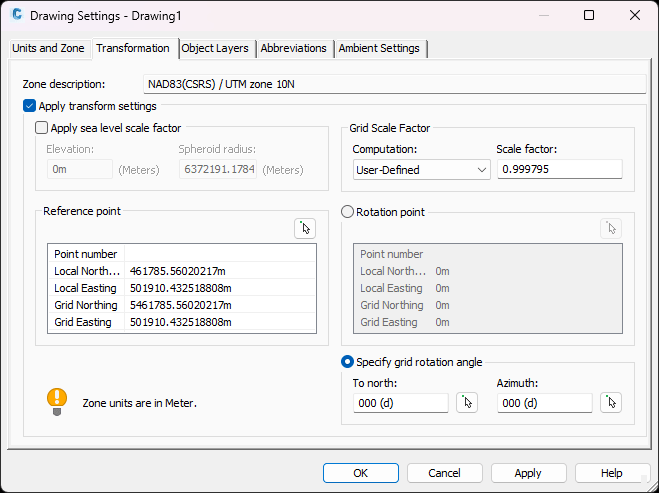 Drawing Settings - Drawing1
Units and Zone Transformation Object Layers Abbreviations Ambient Settings
Zone description: NAD83(CSRS) / UTM zone 10N
Apply transform settings
Apply sea level scale factor
Elevation: Spheroid radius:
0m (Meters) 6372191.1784 (Meters)
Grid Scale Factor
Computation: Scale factor:
User-Defined 0.999795
Reference point
Point number
Local North... 461785.56020217m
Local Easting 501910.432518808m
Grid Northing 5461785.56020217m
Grid Easting 501910.432518808m
Rotation point
Point number
Local North... 0m
Local Easting 0m
Grid Northing 0m
Grid Easting 0m
Zone units are in Meter.
Specify grid rotation angle
To north: Azimuth:
000 (d) 000 (d)
OK Cancel Apply Help